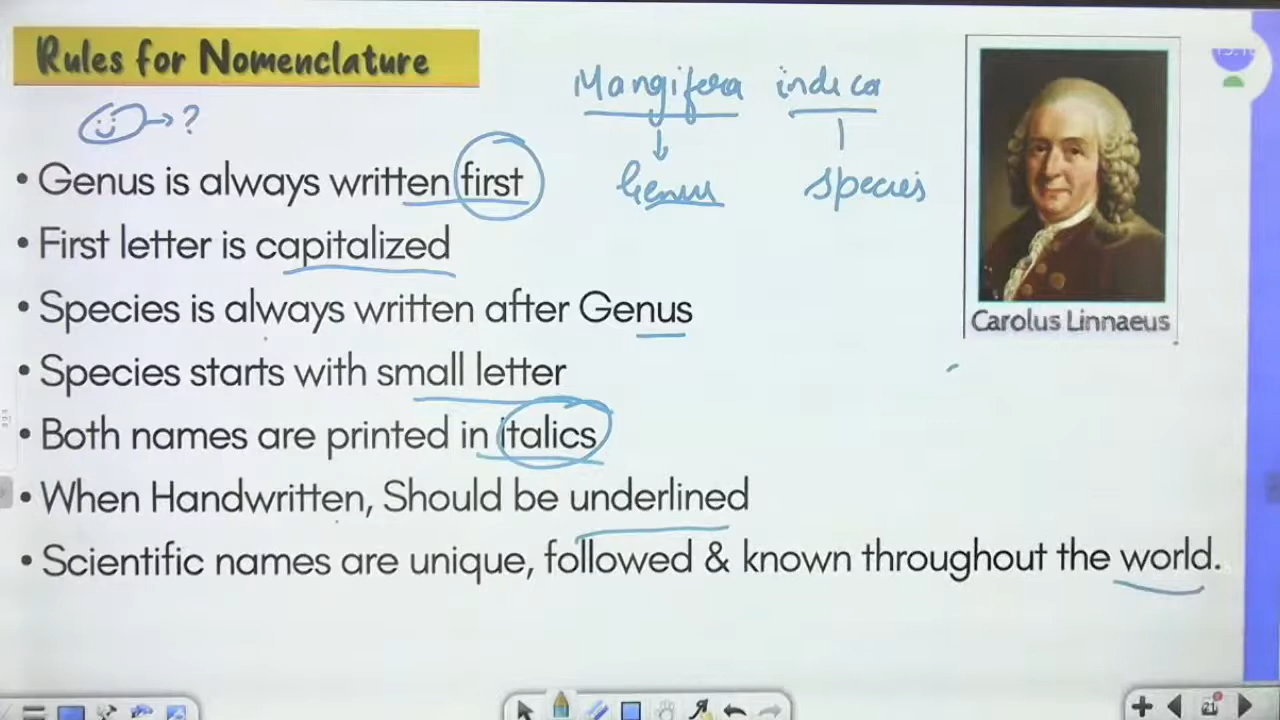 Rules for Nomenclature
Mangifera indica
?
Genus species
• Genus is always written first
• First letter is capitalized
• Species is always written after Genus
• Species starts with small letter
• Both names are printed in italics
• When Handwritten, Should be underlined
• Scientific names are unique, followed & known throughout the world.
Carolus Linnaeus
21